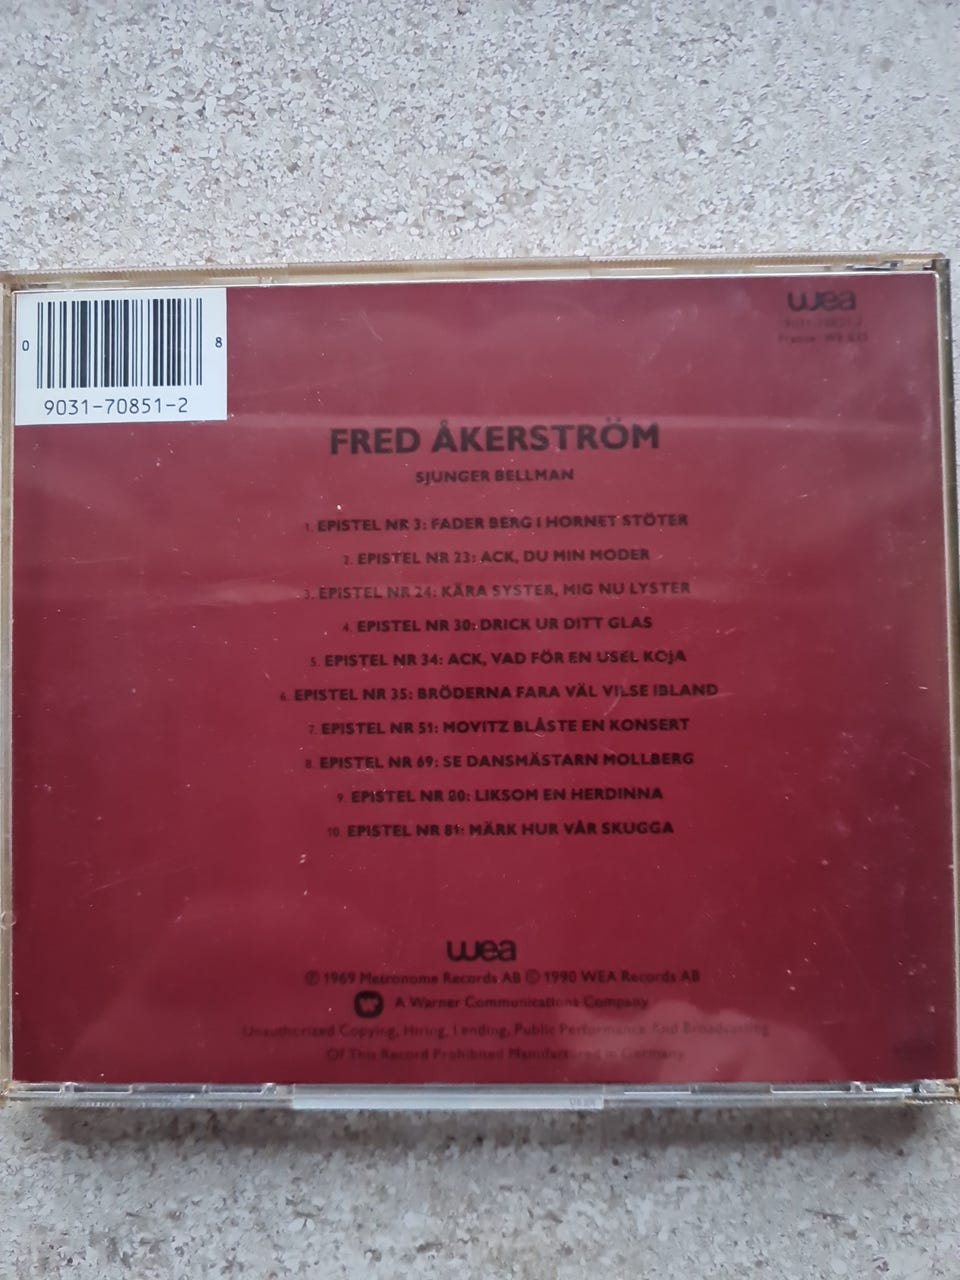 0 8
9031-70851-2
wea
9031-70851-2
France: WE 835
FRED ÅKERSTRÖM
SJUNGER BELLMAN
1. EPISTEL NR 3: FADER BERG I HORNET STÖTER
2. EPISTEL NR 23: ACK, DU MIN MODER
3. EPISTEL NR 24: KÄRA SYSTER, MIG NU LYSTER
4. EPISTEL NR 30: DRICK UR DITT GLAS
5. EPISTEL NR 34: ACK, VAD FÖR EN USEL KOJA
6. EPISTEL NR 35: BRÖDERNA FARA VÄL VILSE IBLAND
7. EPISTEL NR 51: MOVITZ BLÅSTE EN KONSERT
8. EPISTEL NR 69: SE DANSMÄSTARN MOLLBERG
9. EPISTEL NR 80: LIKSOM EN HERDINNA
10. EPISTEL NR 81: MÄRK HUR VÅR SKUGGA
wea
℗ 1969 Metronome Records AB © 1990 WEA Records AB
A Warner Communications Company
Unauthorized Copying, Hiring, Lending, Public Performance And Broadcasting
Of This Record Prohibited Manufactured in Germany